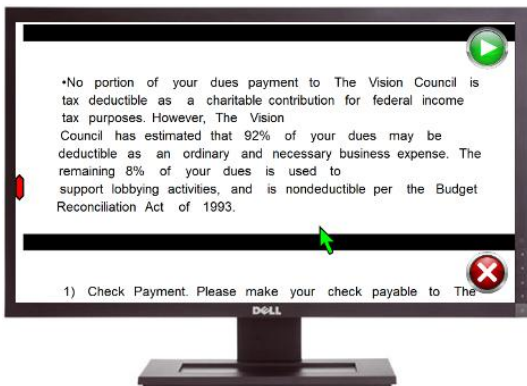 •No portion of your dues payment to The Vision Council is
tax deductible as a charitable contribution for federal income
tax purposes. However, The Vision
Council has estimated that 92% of your dues may be
deductible as an ordinary and necessary business expense. The
remaining 8% of your dues is used to
support lobbying activities, and is nondeductible per the Budget
Reconciliation Act of 1993.
1) Check Payment. Please make your check payable to The
DELL